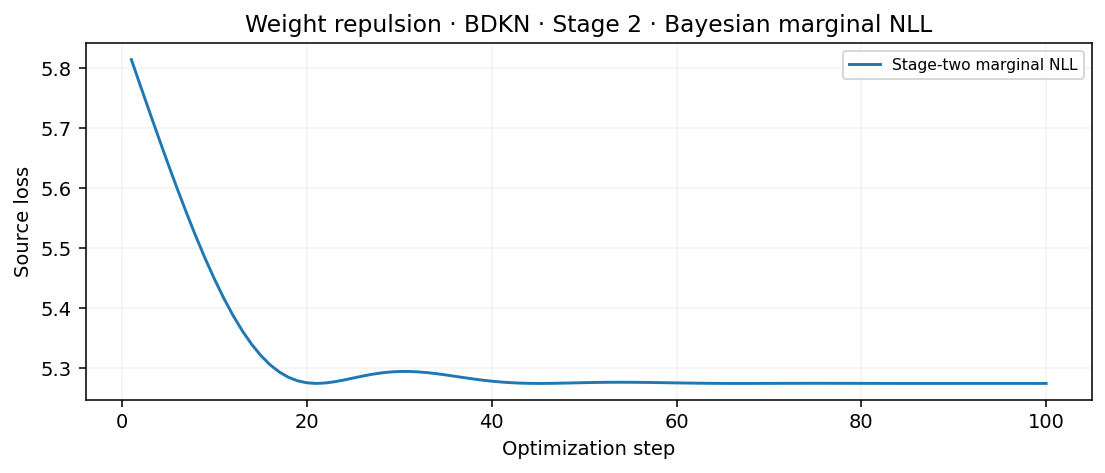 Weight repulsion · BDKN · Stage 2 · Bayesian marginal NLL
Stage-two marginal NLL
Source loss
5.8
5.7
5.6
5.5
5.4
5.3
0 20 40 60 80 100
Optimization step